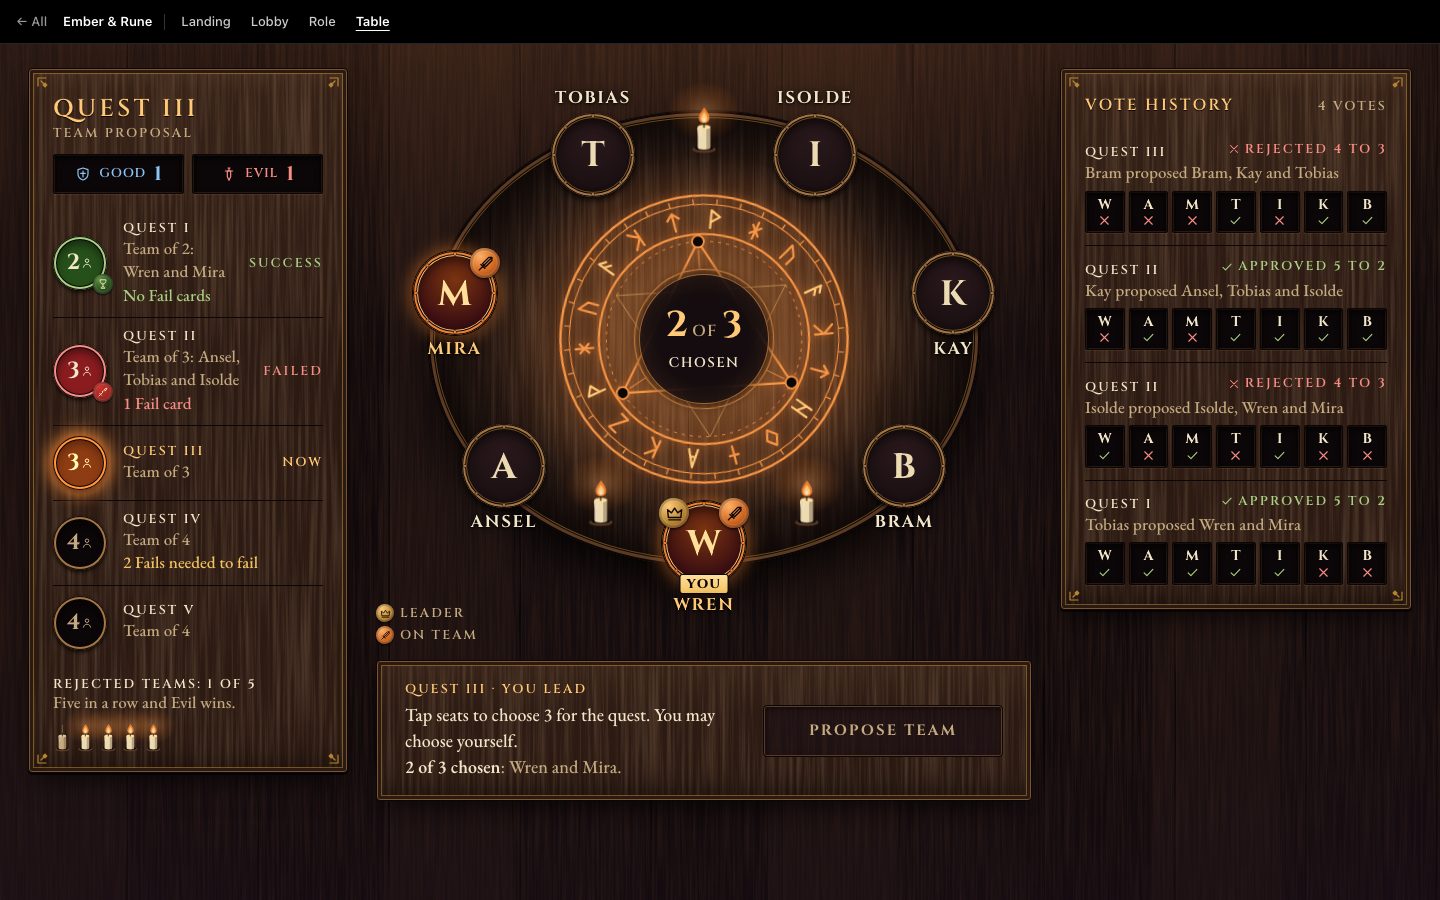 ← All Ember & Rune Landing Lobby Role Table
QUEST III
TEAM PROPOSAL
GOOD 1 EVIL 1
QUEST I
2
Team of 2:
Wren and Mira
No Fail cards
SUCCESS
QUEST II
3
Team of 3: Ansel,
Tobias and Isolde
1 Fail card
FAILED
QUEST III
3
Team of 3
NOW
QUEST IV
4
Team of 4
2 Fails needed to fail
QUEST V
4
Team of 4
REJECTED TEAMS: 1 OF 5
Five in a row and Evil wins.
TOBIAS
T
ISOLDE
I
M
MIRA
K
KAY
2 OF 3
CHOSEN
A
ANSEL
B
BRAM
W
YOU
WREN
LEADER
ON TEAM
QUEST III · YOU LEAD
Tap seats to choose 3 for the quest. You may
choose yourself.
2 of 3 chosen: Wren and Mira.
PROPOSE TEAM
VOTE HISTORY 4 VOTES
QUEST III × REJECTED 4 TO 3
Bram proposed Bram, Kay and Tobias
W A M T I K B
× × × ✓ × ✓ ✓
QUEST II ✓ APPROVED 5 TO 2
Kay proposed Ansel, Tobias and Isolde
W A M T I K B
× ✓ × ✓ ✓ ✓ ✓
QUEST II × REJECTED 4 TO 3
Isolde proposed Isolde, Wren and Mira
W A M T I K B
✓ × ✓ × ✓ × ×
QUEST I ✓ APPROVED 5 TO 2
Tobias proposed Wren and Mira
W A M T I K B
✓ ✓ ✓ ✓ ✓ × ×